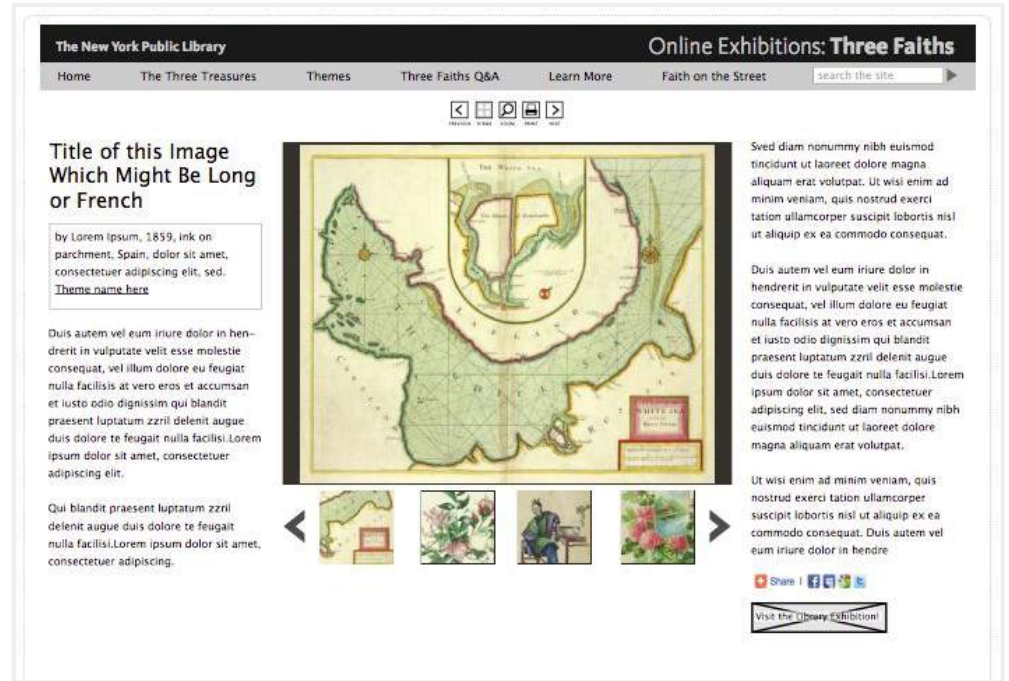 The New York Public Library
Online Exhibitions: Three Faiths
Home The Three Treasures Themes Three Faiths Q&A Learn More Faith on the Street search the site
Title of this Image
Which Might Be Long
or French
by Lorem Ipsum, 1859, ink on
parchment, Spain, dolor sit amet,
consectetuer adipiscing elit, sed.
Theme name here
Duis autem vel eum iriure dolor in hen-
drerit in vulputate velit esse molestie
consequat, vel illum dolore eu feugiat
nulla facilisis at vero eros et accumsan
et iusto odio dignissim qui blandit
praesent luptatum zzril delenit augue
duis dolore te feugait nulla facilisi.Lorem
ipsum dolor sit amet, consectetuer
adipiscing elit.
Qui blandit praesent luptatum zzril
delenit augue duis dolore te feugait
nulla facilisi.Lorem ipsum dolor sit amet,
consectetuer adipiscing.
The White Sea
WHITE SEA
Sved diam nonummy nibh euismod
tincidunt ut laoreet dolore magna
aliquam erat volutpat. Ut wisi enim ad
minim veniam, quis nostrud exerci
tation ullamcorper suscipit lobortis nisl
ut aliquip ex ea commodo consequat.
Duis autem vel eum iriure dolor in
hendrerit in vulputate velit esse molestie
consequat, vel illum dolore eu feugiat
nulla facilisis at vero eros et accumsan
et iusto odio dignissim qui blandit
praesent luptatum zzril delenit augue
duis dolore te feugait nulla facilisi.Lorem
ipsum dolor sit amet, consectetuer
adipiscing elit, sed diam nonummy nibh
euismod tincidunt ut laoreet dolore
magna aliquam erat volutpat.
Ut wisi enim ad minim veniam, quis
nostrud exerci tation ullamcorper
suscipit lobortis nisl ut aliquip ex ea
commodo consequat. Duis autem vel
eum iriure dolor in hendre
Share
Visit the Library Exhibition!